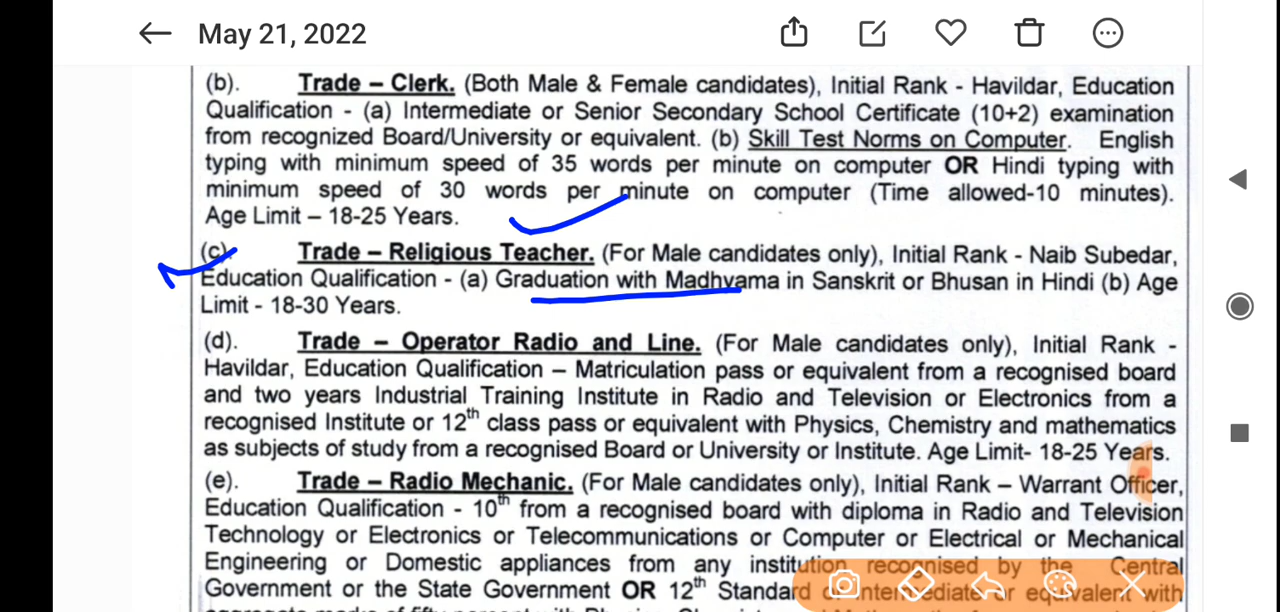 May 21, 2022
(b). Trade – Clerk. (Both Male & Female candidates), Initial Rank - Havildar, Education
Qualification - (a) Intermediate or Senior Secondary School Certificate (10+2) examination
from recognized Board/University or equivalent. (b) Skill Test Norms on Computer. English
typing with minimum speed of 35 words per minute on computer OR Hindi typing with
minimum speed of 30 words per minute on computer (Time allowed-10 minutes).
Age Limit – 18-25 Years.
(c). Trade – Religious Teacher. (For Male candidates only), Initial Rank - Naib Subedar,
Education Qualification - (a) Graduation with Madhyama in Sanskrit or Bhusan in Hindi (b) Age
Limit - 18-30 Years.
(d). Trade – Operator Radio and Line. (For Male candidates only), Initial Rank -
Havildar, Education Qualification – Matriculation pass or equivalent from a recognised board
and two years Industrial Training Institute in Radio and Television or Electronics from a
recognised Institute or 12th class pass or equivalent with Physics, Chemistry and mathematics
as subjects of study from a recognised Board or University or Institute. Age Limit- 18-25 Years.
(e). Trade – Radio Mechanic. (For Male candidates only), Initial Rank – Warrant Officer,
Education Qualification - 10th from a recognised board with diploma in Radio and Television
Technology or Electronics or Telecommunications or Computer or Electrical or Mechanical
Engineering or Domestic appliances from any institution recognised by the Central
Government or the State Government OR 12th Standard or Intermediate or equivalent with